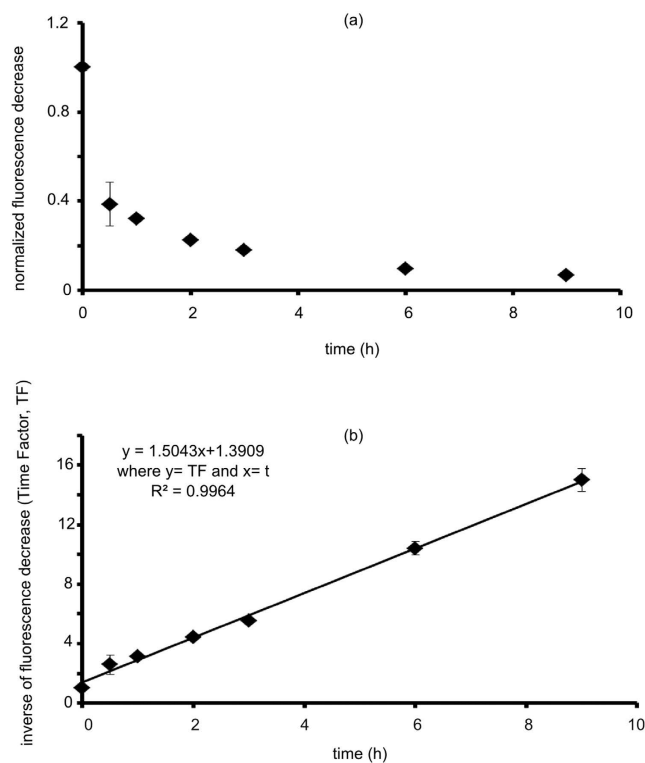 (a)
normalized fluorescence decrease
1.2
0.8
0.4
0
0 2 4 6 8 10
time (h)
(b)
inverse of fluorescence decrease (Time Factor, TF)
y = 1.5043x+1.3909
where y= TF and x= t
R² = 0.9964
16
12
8
4
0
0 2 4 6 8 10
time (h)